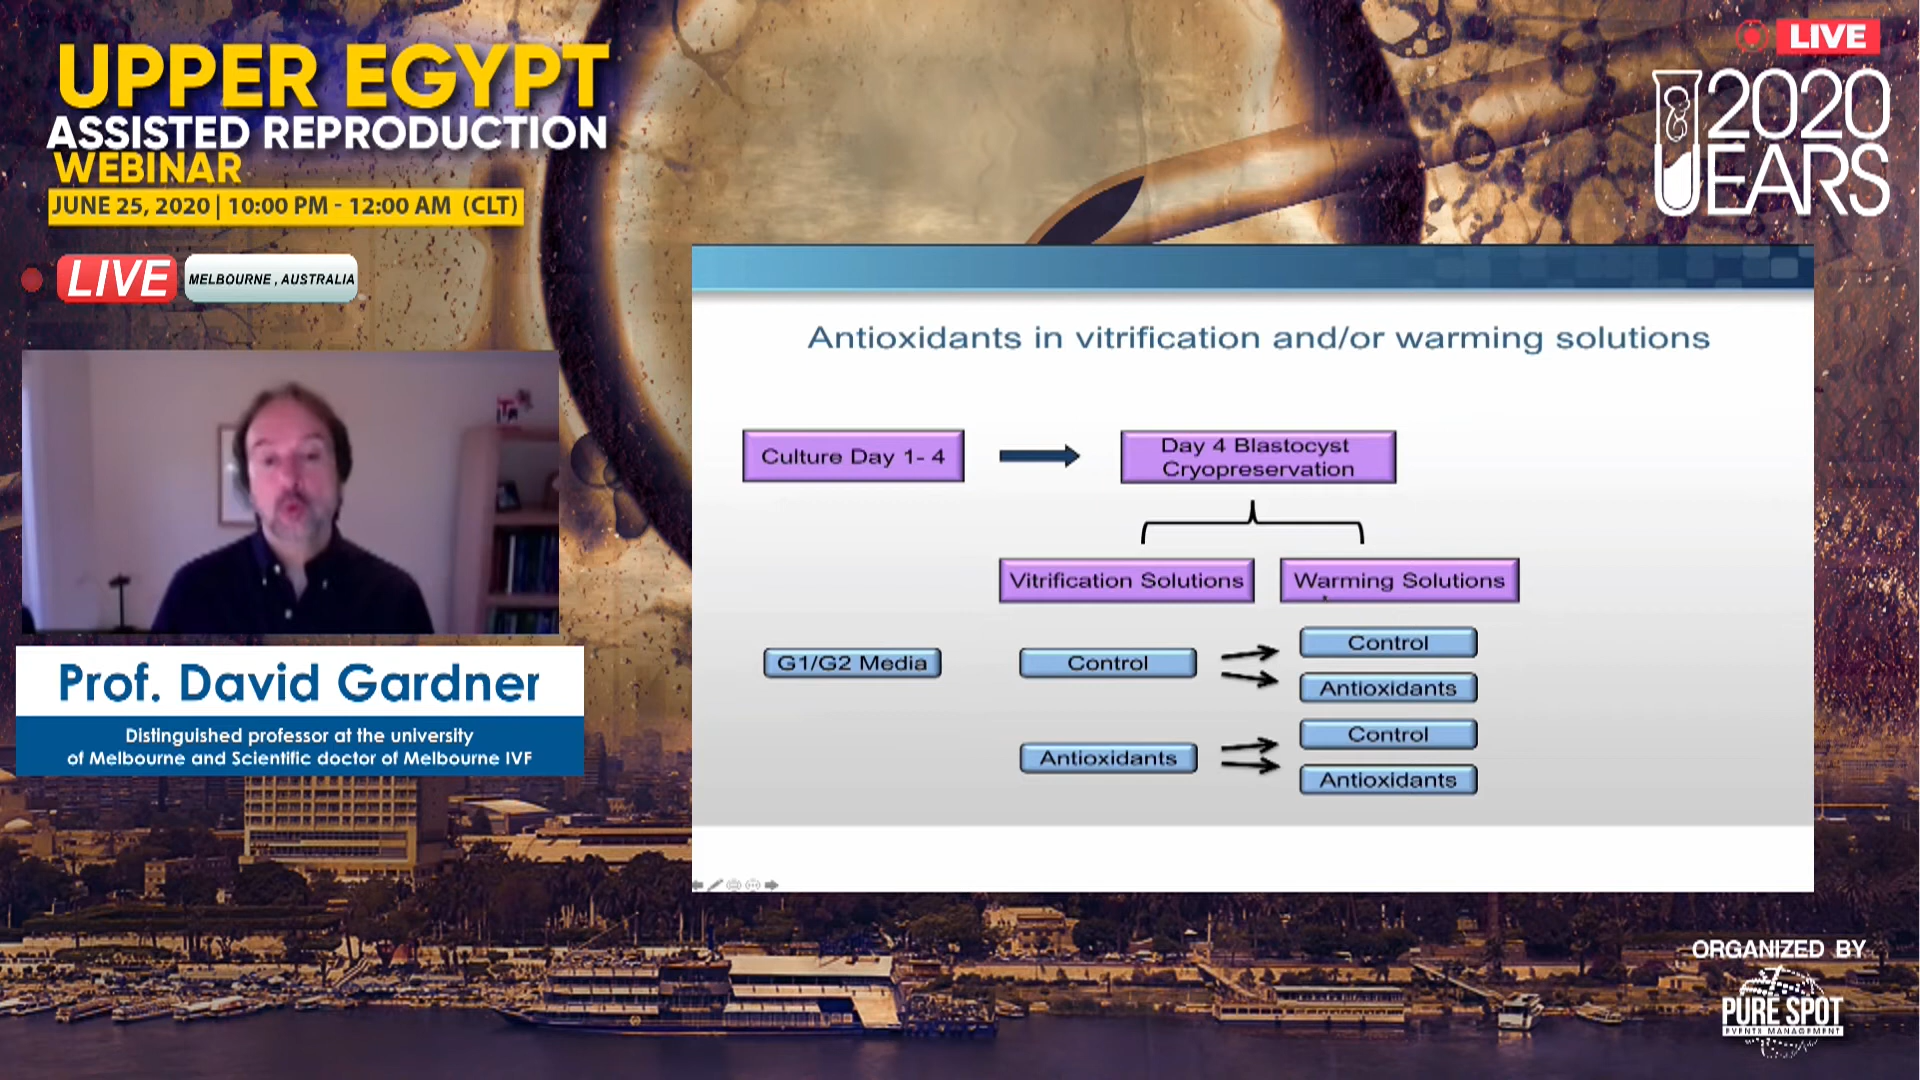 UPPER EGYPT
ASSISTED REPRODUCTION
WEBINAR
JUNE 25, 2020 | 10:00 PM - 12:00 AM (CLT)
LIVE
MELBOURNE , AUSTRALIA
LIVE
2020
UEARS
Antioxidants in vitrification and/or warming solutions
Culture Day 1- 4
Day 4 Blastocyst
Cryopreservation
Vitrification Solutions
Warming Solutions
G1/G2 Media
Control
Control
Antioxidants
Antioxidants
Control
Antioxidants
Prof. David Gardner
Distinguished professor at the university
of Melbourne and Scientific doctor of Melbourne IVF
ORGANIZED BY
PURE SPOT
EVENTS MANAGEMENT